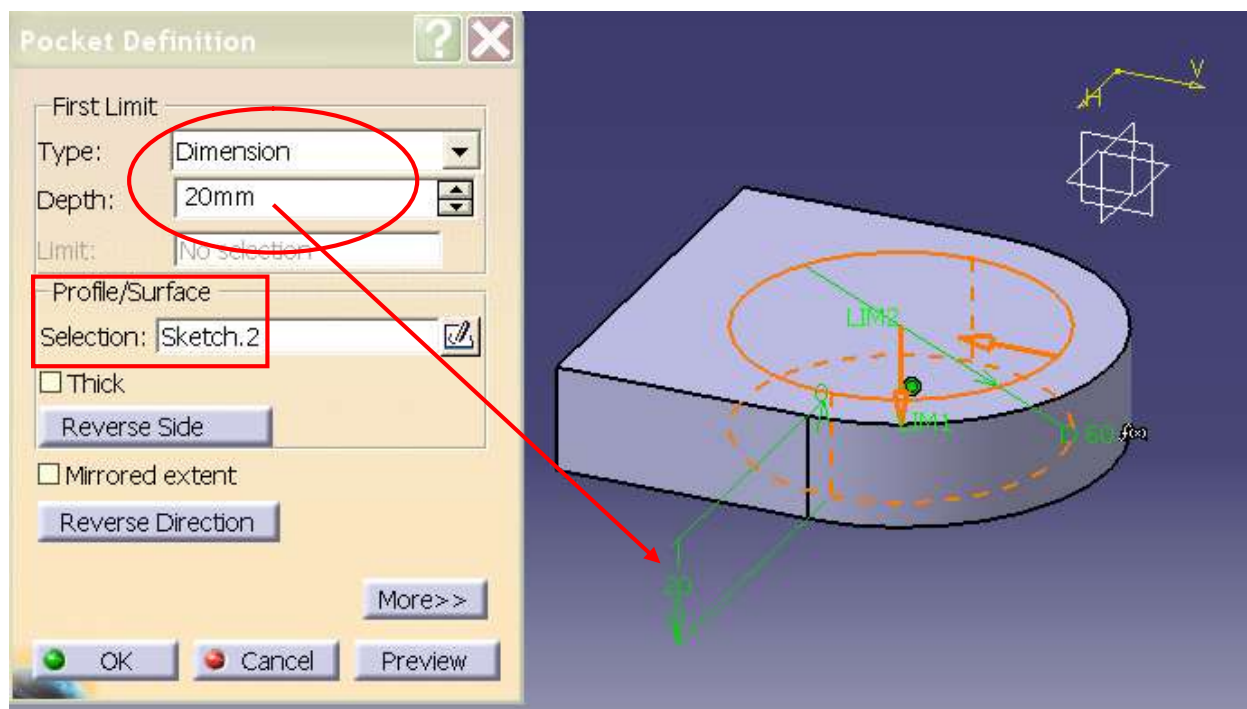 Pocket Definition
First Limit
Type: Dimension
Depth: 20mm
Limit: No selection
Profile/Surface
Selection: Sketch.2
Thick
Reverse Side
Mirrored extent
Reverse Direction
More>>
OK Cancel Preview
V
H
LIM2
LIM1
D 60 f(x)
20